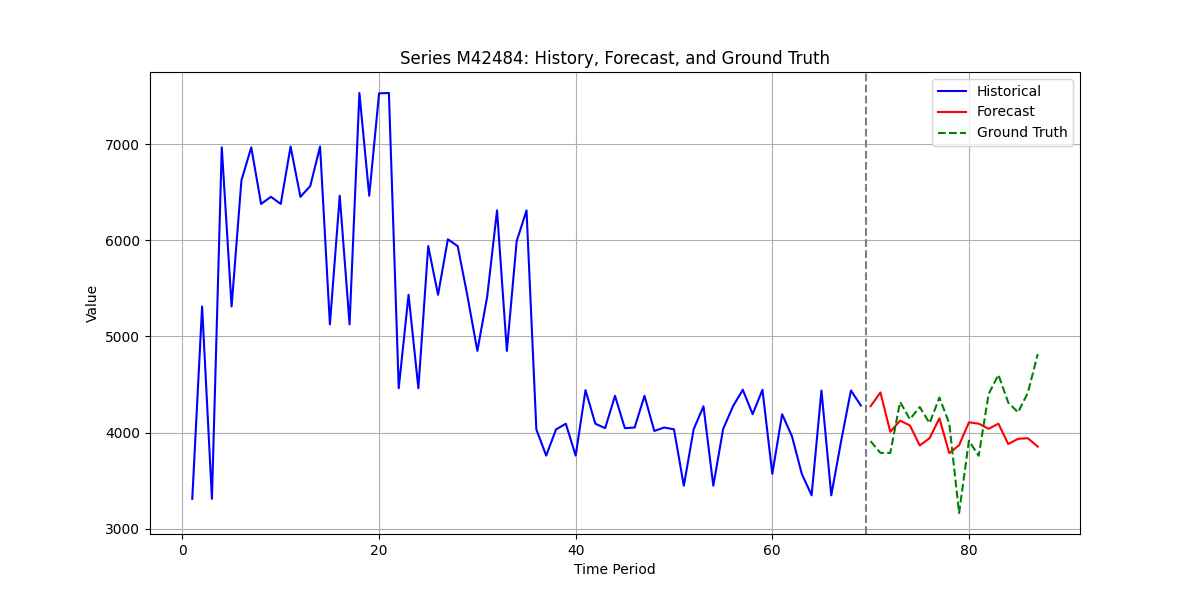 Series M42484: History, Forecast, and Ground Truth
Historical
Forecast
Ground Truth
7000
6000
5000
4000
3000
Value
0 20 40 60 80
Time Period